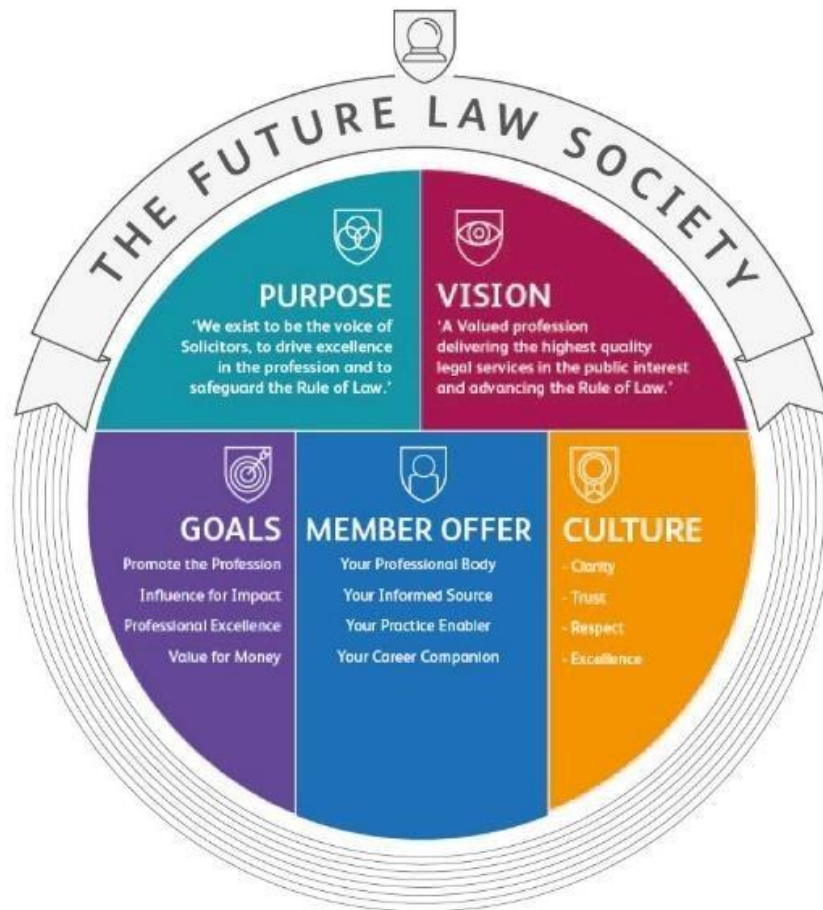 THE FUTURE LAW SOCIETY
PURPOSE
'We exist to be the voice of
Solicitors, to drive excellence
in the profession and to
safeguard the Rule of Law.'
VISION
'A Valued profession
delivering the highest quality
legal services in the public interest
and advancing the Rule of Law.'
GOALS
Promote the Profession
Influence for Impact
Professional Excellence
Value for Money
MEMBER OFFER
Your Professional Body
Your Informed Source
Your Practice Enabler
Your Career Companion
CULTURE
- Clarity
- Trust
- Respect
- Excellence